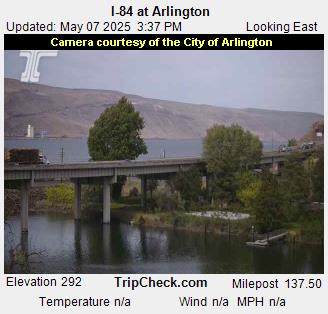 I-84 at Arlington
Updated: May 07 2025 3:37 PM Looking East
Camera courtesy of the City of Arlington
Elevation 292 TripCheck.com Milepost 137.50
Temperature n/a Wind n/a MPH n/a